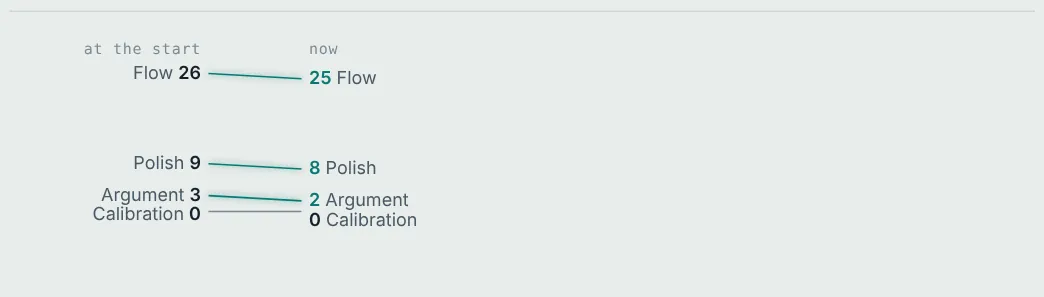 at the start
now
Flow 26
25 Flow
Polish 9
8 Polish
Argument 3
2 Argument
Calibration 0
0 Calibration